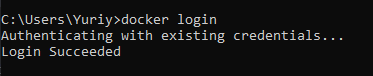 C:\Users\Yuriy>docker login
Authenticating with existing credentials...
Login Succeeded